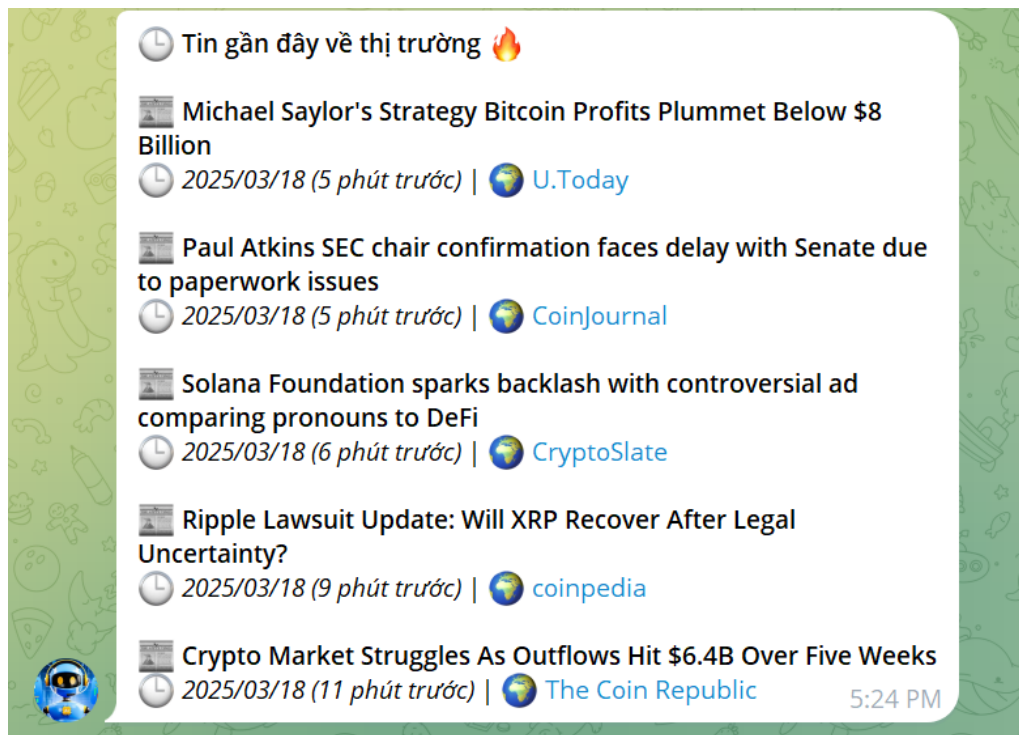 🕒 Tin gần đây về thị trường 🔥
📰 Michael Saylor's Strategy Bitcoin Profits Plummet Below $8
Billion
🕒 2025/03/18 (5 phút trước) | 🌍 U.Today
📰 Paul Atkins SEC chair confirmation faces delay with Senate due
to paperwork issues
🕒 2025/03/18 (5 phút trước) | 🌍 CoinJournal
📰 Solana Foundation sparks backlash with controversial ad
comparing pronouns to DeFi
🕒 2025/03/18 (6 phút trước) | 🌍 CryptoSlate
📰 Ripple Lawsuit Update: Will XRP Recover After Legal
Uncertainty?
🕒 2025/03/18 (9 phút trước) | 🌍 coinpedia
📰 Crypto Market Struggles As Outflows Hit $6.4B Over Five Weeks
🕒 2025/03/18 (11 phút trước) | 🌍 The Coin Republic
5:24 PM